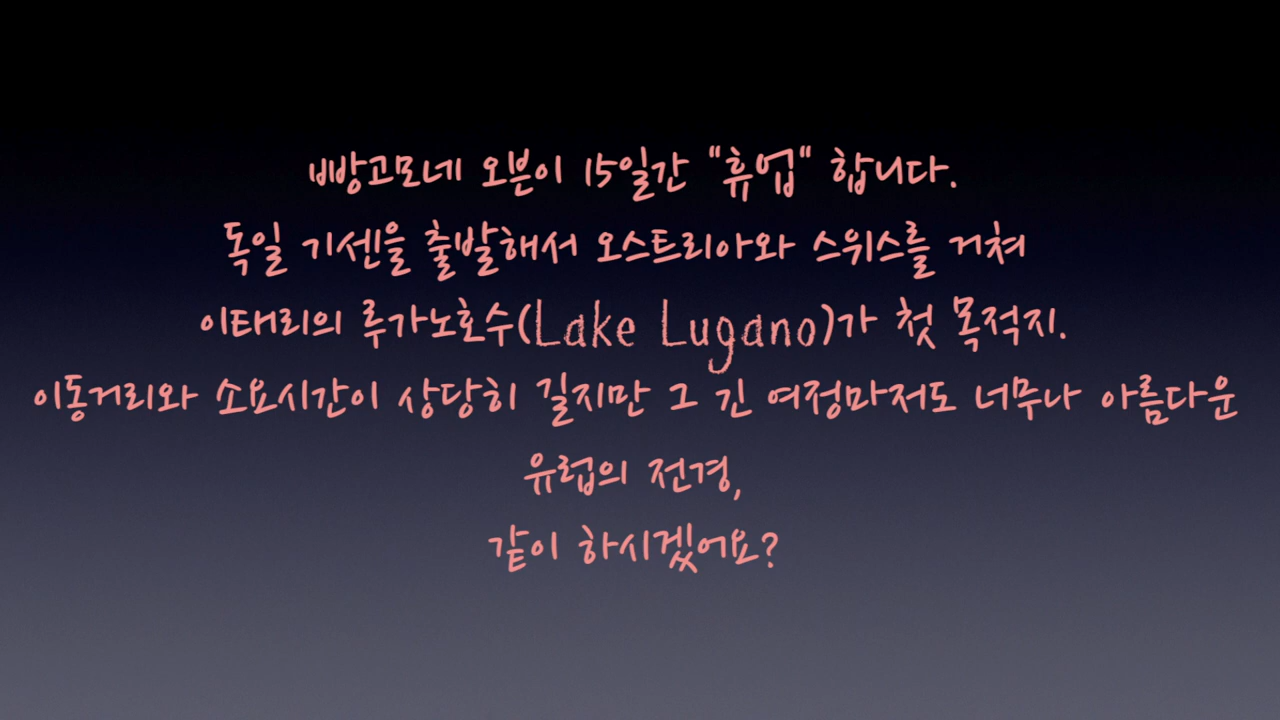 빵고모네 오븐이 15일간 "휴업" 합니다.
독일 기센을 출발해서 오스트리아와 스위스를 거쳐
이태리의 루가노호수(Lake Lugano)가 첫 목적지.
이동거리와 소요시간이 상당히 길지만 그 긴 여정마저도 너무나 아름다운
유럽의 전경,
같이 하시겠어요?